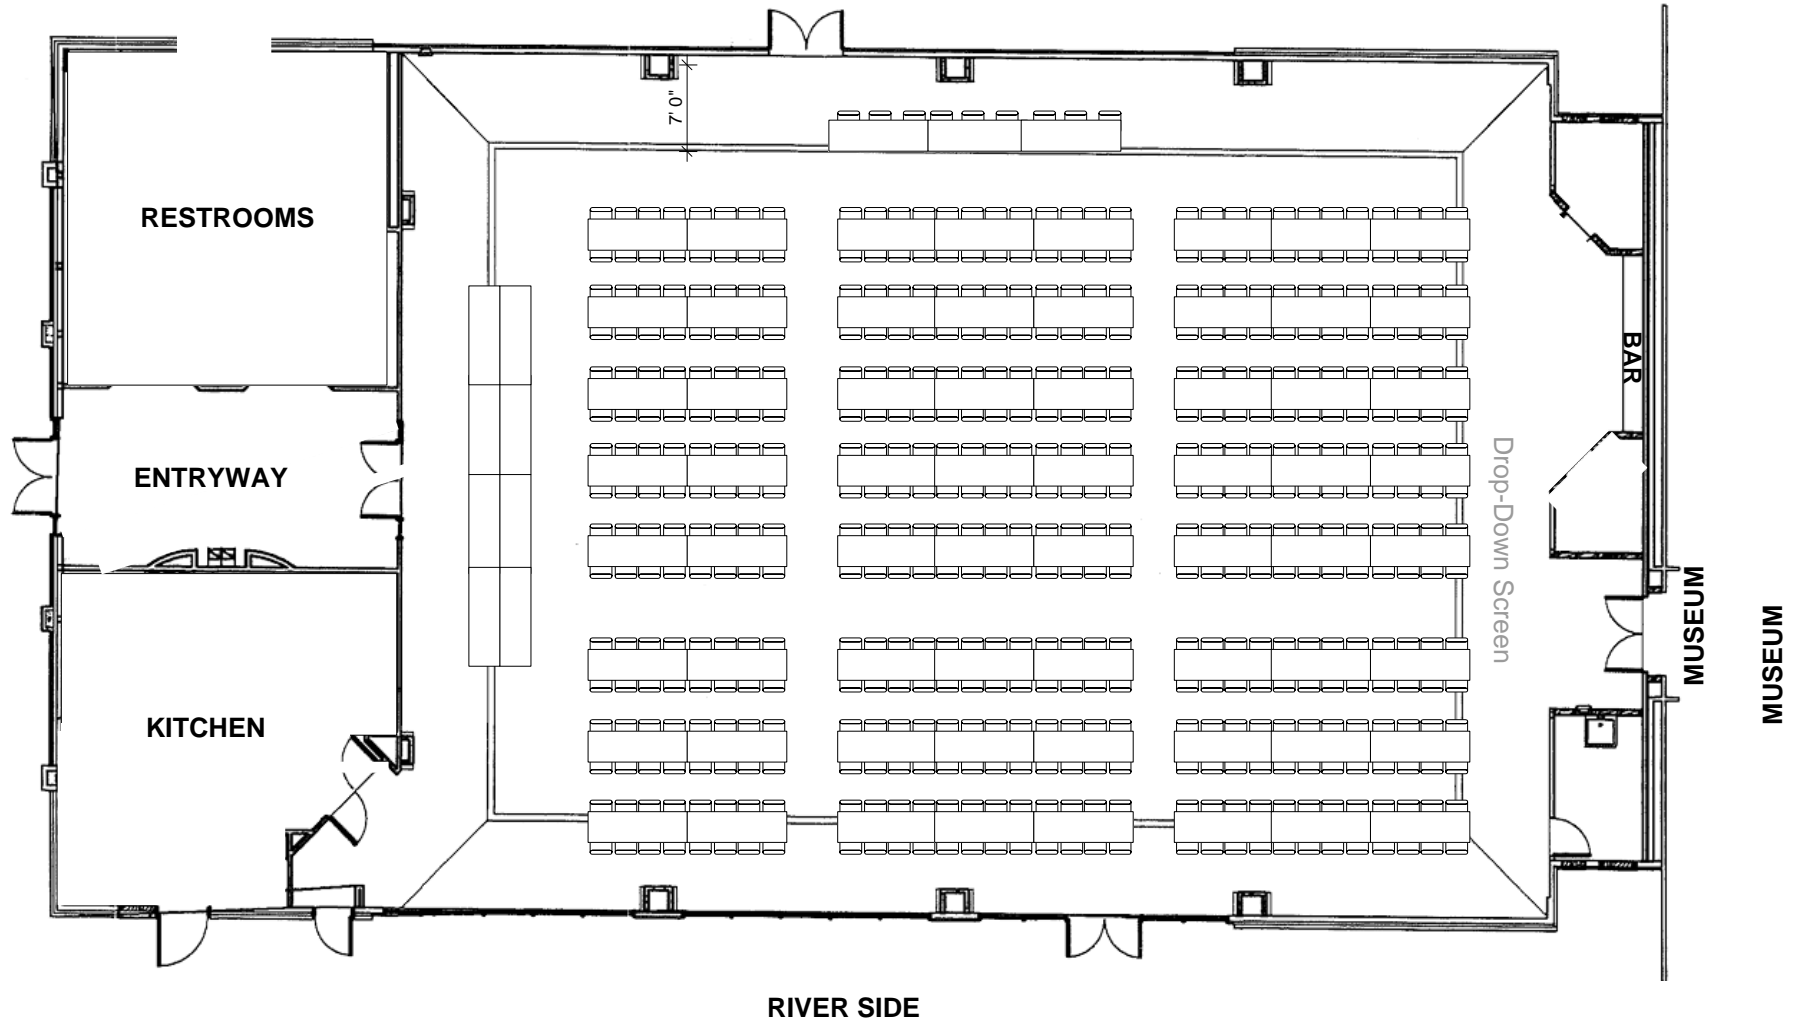 7' 0"
RESTROOMS
BAR
ENTRYWAY
Drop-Down Screen
MUSEUM
MUSEUM
KITCHEN
RIVER SIDE